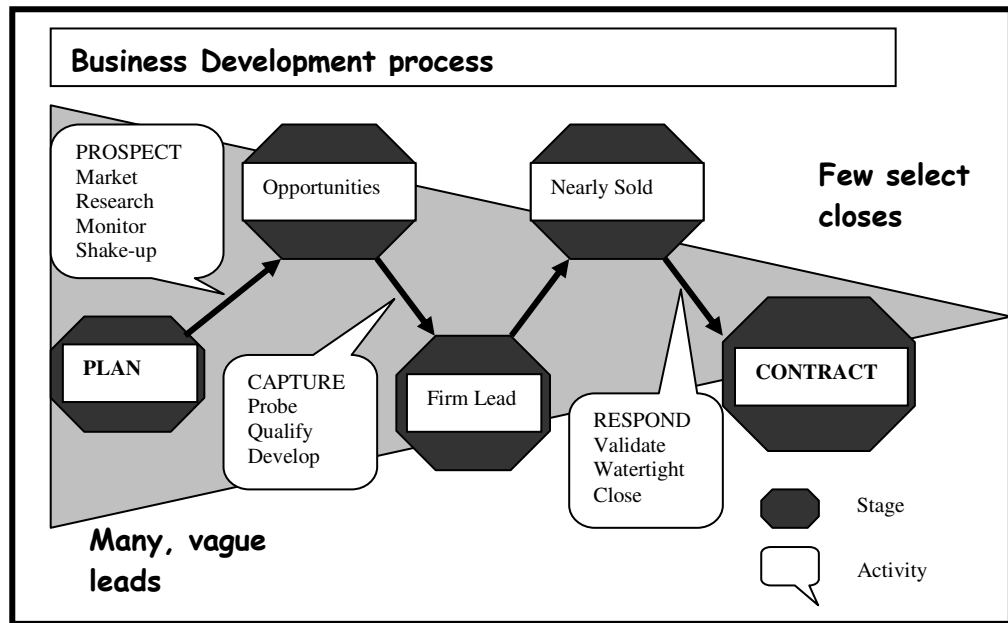 Business Development process
PROSPECT
Market
Research
Monitor
Shake-up
Opportunities
Nearly Sold
Few select
closes
PLAN
CAPTURE
Probe
Qualify
Develop
Firm Lead
RESPOND
Validate
Watertight
Close
CONTRACT
Many, vague
leads
Stage
Activity